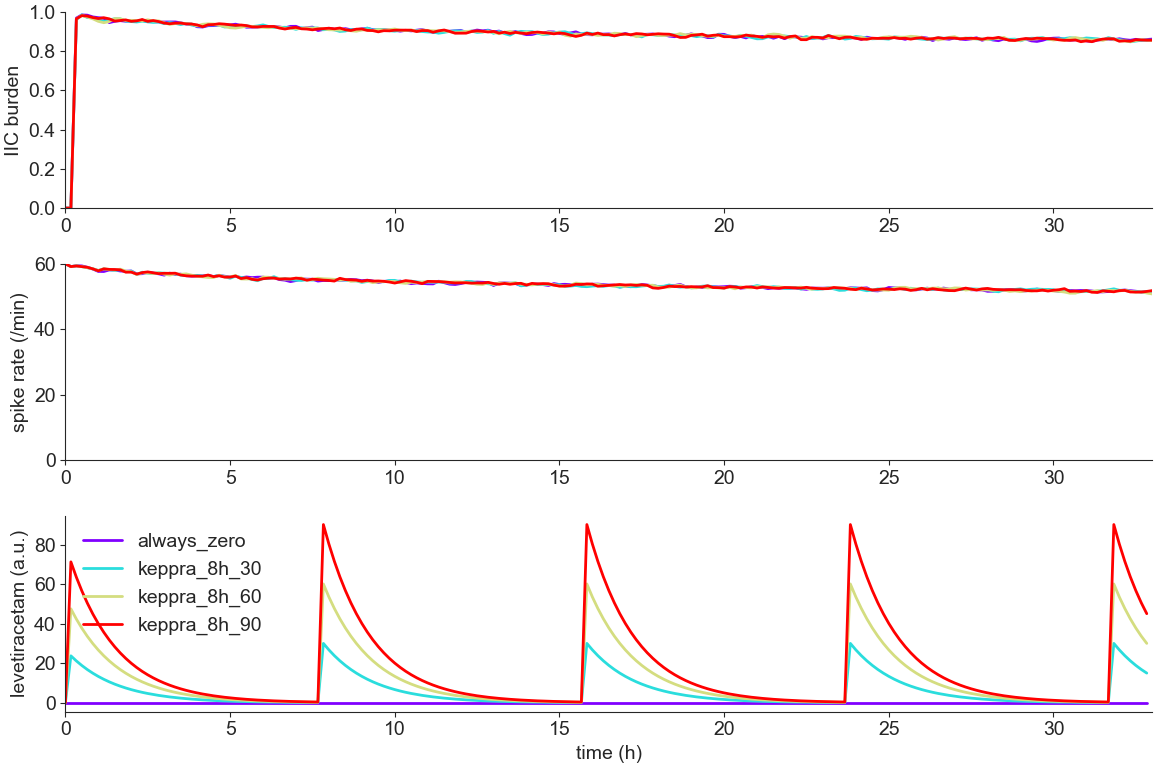 IIC burden
1.0
0.8
0.6
0.4
0.2
0.0
0 5 10 15 20 25 30
spike rate (/min)
60
40
20
0
0 5 10 15 20 25 30
levetiracetam (a.u.)
80
60
40
20
0
always_zero
keppra_8h_30
keppra_8h_60
keppra_8h_90
0 5 10 15 20 25 30
time (h)